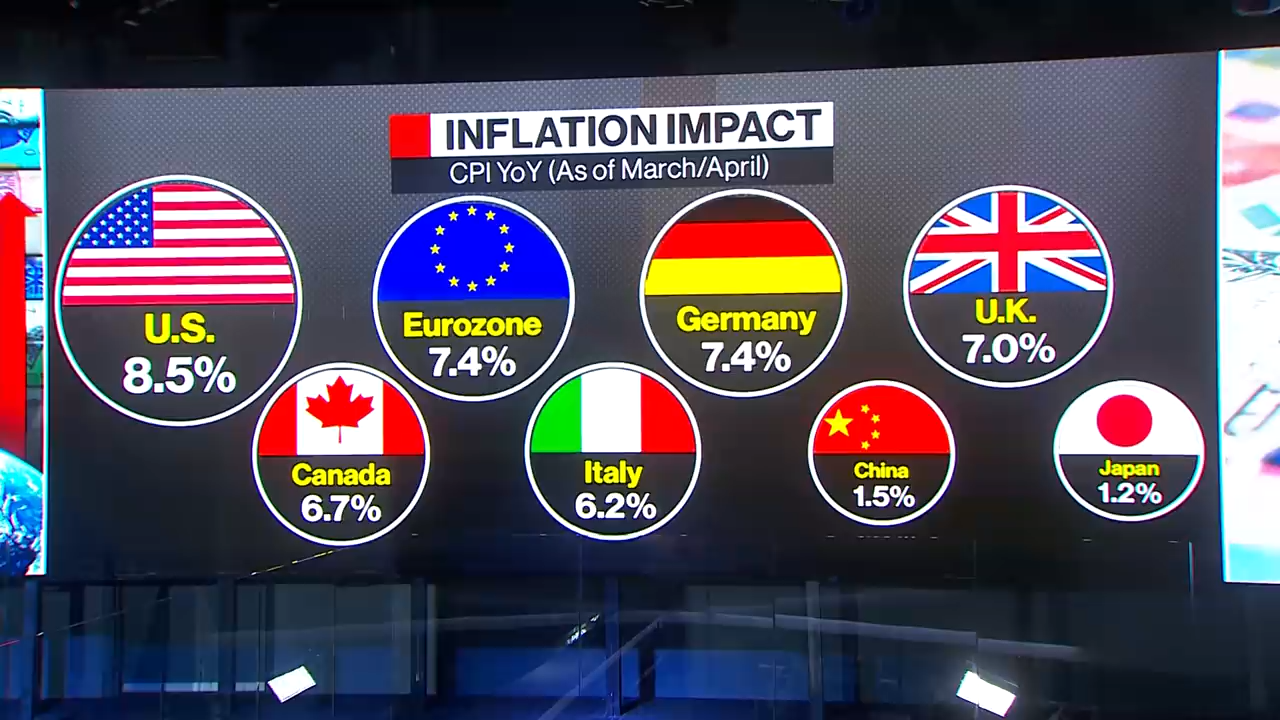 INFLATION IMPACT
CPI YoY (As of March/April)
U.S.
8.5%
Eurozone
7.4%
Germany
7.4%
U.K.
7.0%
Canada
6.7%
Italy
6.2%
China
1.5%
Japan
1.2%